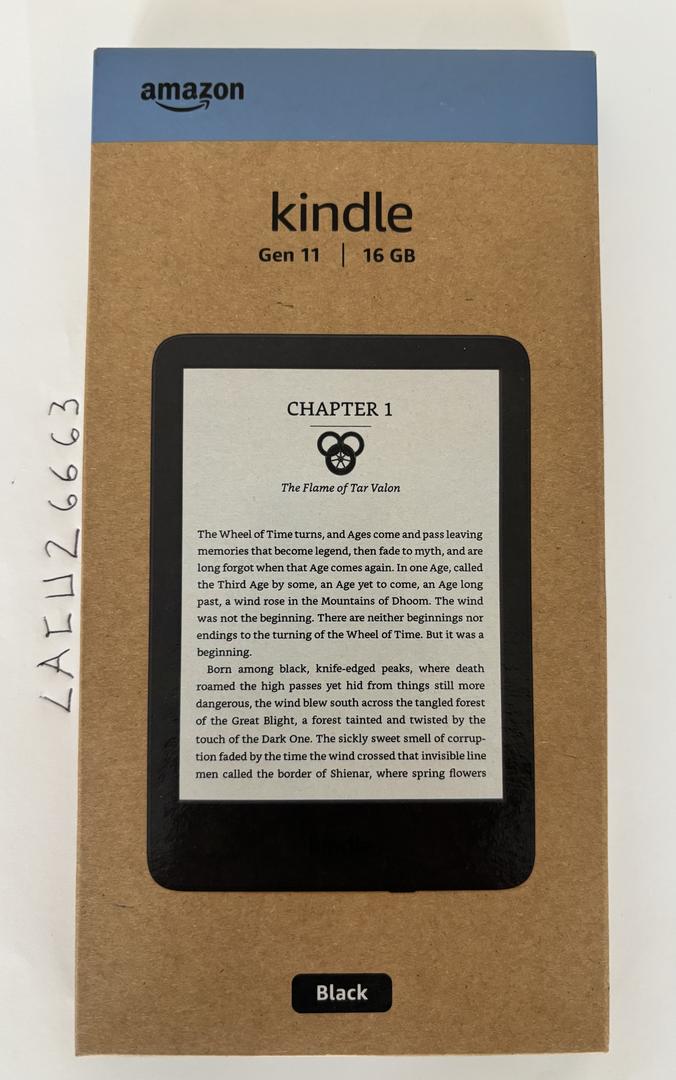 amazon
kindle
Gen 11 | 16 GB
CHAPTER 1
The Flame of Tar Valon
The Wheel of Time turns, and Ages come and pass leaving
memories that become legend, then fade to myth, and are
long forgot when that Age comes again. In one Age, called
the Third Age by some, an Age yet to come, an Age long
past, a wind rose in the Mountains of Dhoom. The wind
was not the beginning. There are neither beginnings nor
endings to the turning of the Wheel of Time. But it was a
beginning.
Born among black, knife-edged peaks, where death
roamed the high passes yet hid from things still more
dangerous, the wind blew south across the tangled forest
of the Great Blight, a forest tainted and twisted by the
touch of the Dark One. The sickly sweet smell of corrup-
tion faded by the time the wind crossed that invisible line
men called the border of Shienar, where spring flowers
Black